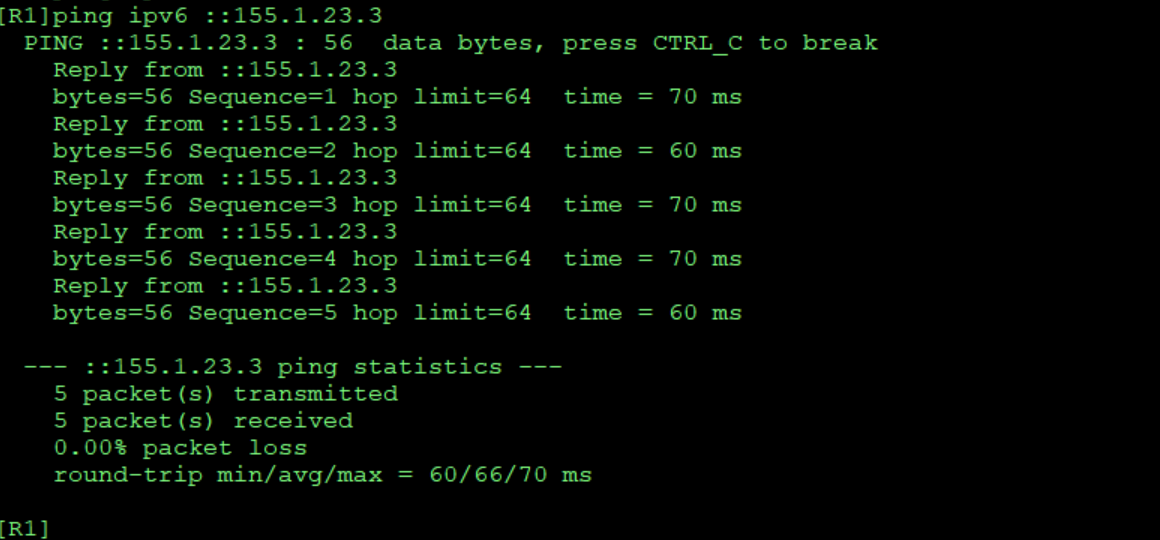 [R1]ping ipv6 ::155.1.23.3
PING ::155.1.23.3 : 56  data bytes, press CTRL_C to break
Reply from ::155.1.23.3
bytes=56 Sequence=1 hop limit=64  time = 70 ms
Reply from ::155.1.23.3
bytes=56 Sequence=2 hop limit=64  time = 60 ms
Reply from ::155.1.23.3
bytes=56 Sequence=3 hop limit=64  time = 70 ms
Reply from ::155.1.23.3
bytes=56 Sequence=4 hop limit=64  time = 70 ms
Reply from ::155.1.23.3
bytes=56 Sequence=5 hop limit=64  time = 60 ms
--- ::155.1.23.3 ping statistics ---
5 packet(s) transmitted
5 packet(s) received
0.00% packet loss
round-trip min/avg/max = 60/66/70 ms
[R1]